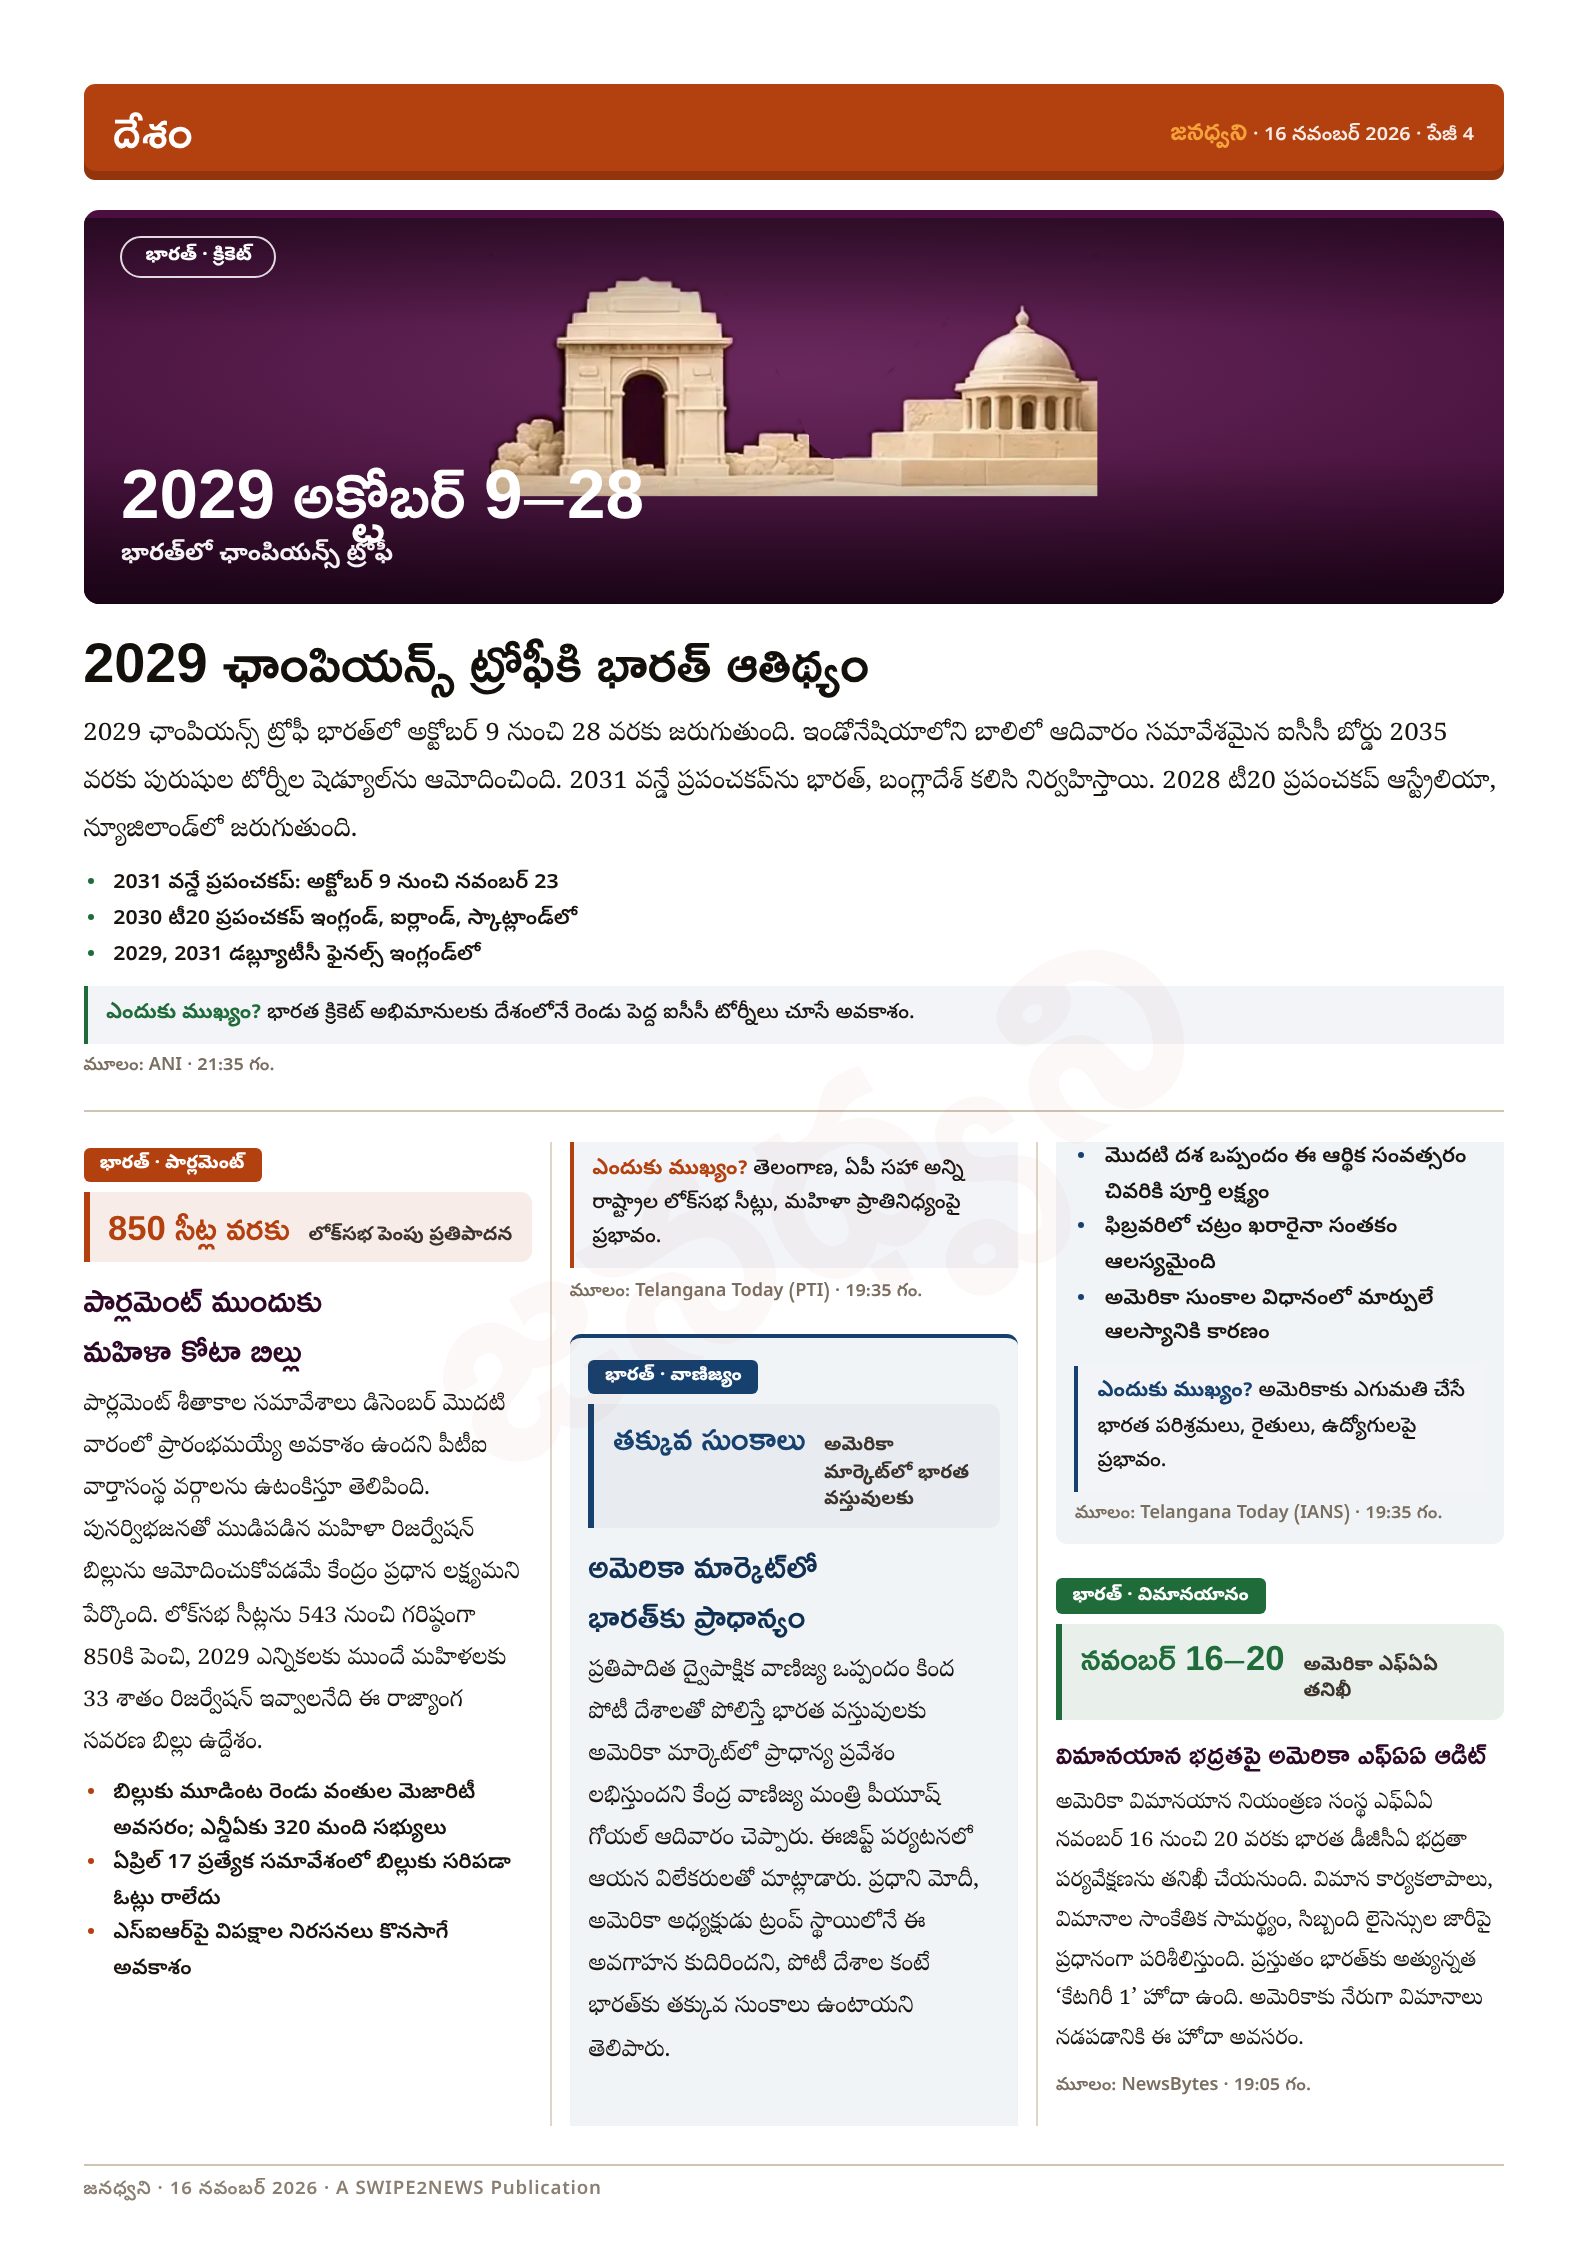 దేశం
జనధ్వని · 16 నవంబర్ 2026 · పేజీ 4
భారత్ · క్రికెట్
2029 అక్టోబర్ 9–28
భారత్‌లో ఛాంపియన్స్ ట్రోఫీ
2029 ఛాంపియన్స్ ట్రోఫీకి భారత్ ఆతిథ్యం
2029 ఛాంపియన్స్ ట్రోఫీ భారత్‌లో అక్టోబర్ 9 నుంచి 28 వరకు జరుగుతుంది. ఇండోనేషియాలోని బాలిలో ఆదివారం సమావేశమైన ఐసీసీ బోర్డు 2035
వరకు పురుషుల టోర్నీల షెడ్యూల్‌ను ఆమోదించింది. 2031 వన్డే ప్రపంచకప్‌ను భారత్, బంగ్లాదేశ్ కలిసి నిర్వహిస్తాయి. 2028 టీ20 ప్రపంచకప్ ఆస్ట్రేలియా,
న్యూజిలాండ్‌లో జరుగుతుంది.
• 2031 వన్డే ప్రపంచకప్: అక్టోబర్ 9 నుంచి నవంబర్ 23
• 2030 టీ20 ప్రపంచకప్ ఇంగ్లండ్, ఐర్లాండ్, స్కాట్లాండ్‌లో
• 2029, 2031 డబ్ల్యూటీసీ ఫైనల్స్ ఇంగ్లండ్‌లో
ఎందుకు ముఖ్యం? భారత క్రికెట్ అభిమానులకు దేశంలోనే రెండు పెద్ద ఐసీసీ టోర్నీలు చూసే అవకాశం.
మూలం: ANI · 21:35 గం.
భారత్ · పార్లమెంట్
850 సీట్ల వరకు లోక్‌సభ పెంపు ప్రతిపాదన
పార్లమెంట్ ముందుకు
మహిళా కోటా బిల్లు
పార్లమెంట్ శీతాకాల సమావేశాలు డిసెంబర్ మొదటి
వారంలో ప్రారంభమయ్యే అవకాశం ఉందని పీటీఐ
వార్తాసంస్థ వర్గాలను ఉటంకిస్తూ తెలిపింది.
పునర్విభజనతో ముడిపడిన మహిళా రిజర్వేషన్
బిల్లును ఆమోదించుకోవడమే కేంద్రం ప్రధాన లక్ష్యమని
పేర్కొంది. లోక్‌సభ సీట్లను 543 నుంచి గరిష్ఠంగా
850కి పెంచి, 2029 ఎన్నికలకు ముందే మహిళలకు
33 శాతం రిజర్వేషన్ ఇవ్వాలనేది ఈ రాజ్యాంగ
సవరణ బిల్లు ఉద్దేశం.
• బిల్లుకు మూడింట రెండు వంతుల మెజారిటీ
అవసరం; ఎన్డీఏకు 320 మంది సభ్యులు
• ఏప్రిల్ 17 ప్రత్యేక సమావేశంలో బిల్లుకు సరిపడా
ఓట్లు రాలేదు
• ఎస్ఐఆర్‌పై విపక్షాల నిరసనలు కొనసాగే
అవకాశం
ఎందుకు ముఖ్యం? తెలంగాణ, ఏపీ సహా అన్ని
రాష్ట్రాల లోక్‌సభ సీట్లు, మహిళా ప్రాతినిధ్యంపై
ప్రభావం.
మూలం: Telangana Today (PTI) · 19:35 గం.
భారత్ · వాణిజ్యం
తక్కువ సుంకాలు అమెరికా
మార్కెట్‌లో భారత
వస్తువులకు
అమెరికా మార్కెట్‌లో
భారత్‌కు ప్రాధాన్యం
ప్రతిపాదిత ద్వైపాక్షిక వాణిజ్య ఒప్పందం కింద
పోటీ దేశాలతో పోలిస్తే భారత వస్తువులకు
అమెరికా మార్కెట్‌లో ప్రాధాన్య ప్రవేశం
లభిస్తుందని కేంద్ర వాణిజ్య మంత్రి పీయూష్
గోయల్ ఆదివారం చెప్పారు. ఈజిప్ట్ పర్యటనలో
ఆయన విలేకరులతో మాట్లాడారు. ప్రధాని మోదీ,
అమెరికా అధ్యక్షుడు ట్రంప్ స్థాయిలోనే ఈ
అవగాహన కుదిరిందని, పోటీ దేశాల కంటే
భారత్‌కు తక్కువ సుంకాలు ఉంటాయని
తెలిపారు.
• మొదటి దశ ఒప్పందం ఈ ఆర్థిక సంవత్సరం
చివరికి పూర్తి లక్ష్యం
• ఫిబ్రవరిలో చట్రం ఖరారైనా సంతకం
ఆలస్యమైంది
• అమెరికా సుంకాల విధానంలో మార్పులే
ఆలస్యానికి కారణం
ఎందుకు ముఖ్యం? అమెరికాకు ఎగుమతి చేసే
భారత పరిశ్రమలు, రైతులు, ఉద్యోగులపై
ప్రభావం.
మూలం: Telangana Today (IANS) · 19:35 గం.
భారత్ · విమానయానం
నవంబర్ 16–20 అమెరికా ఎఫ్ఏఏ
తనిఖీ
విమానయాన భద్రతపై అమెరికా ఎఫ్ఏఏ ఆడిట్
అమెరికా విమానయాన నియంత్రణ సంస్థ ఎఫ్ఏఏ
నవంబర్ 16 నుంచి 20 వరకు భారత డీజీసీఏ భద్రతా
పర్యవేక్షణను తనిఖీ చేయనుంది. విమాన కార్యకలాపాలు,
విమానాల సాంకేతిక సామర్థ్యం, సిబ్బంది లైసెన్సుల జారీపై
ప్రధానంగా పరిశీలిస్తుంది. ప్రస్తుతం భారత్‌కు అత్యున్నత
‘కేటగిరీ 1’ హోదా ఉంది. అమెరికాకు నేరుగా విమానాలు
నడపడానికి ఈ హోదా అవసరం.
మూలం: NewsBytes · 19:05 గం.
జనధ్వని
జనధ్వని · 16 నవంబర్ 2026 · A SWIPE2NEWS Publication